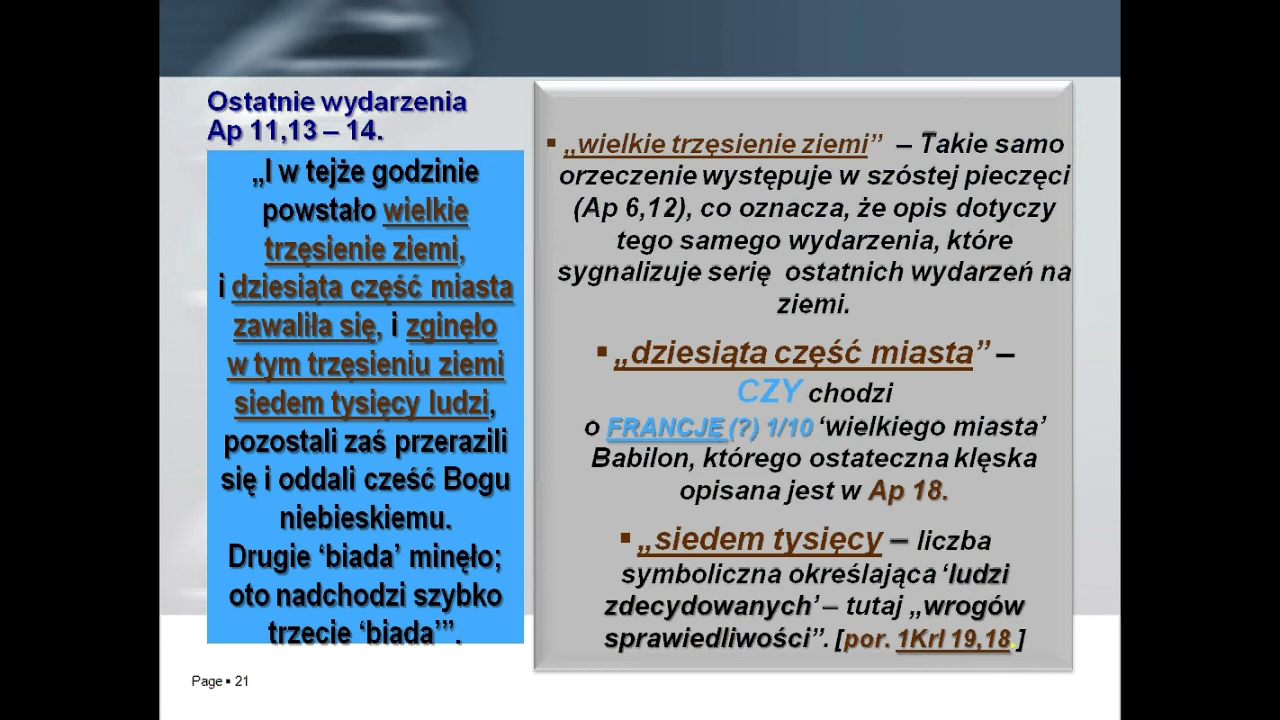 Ostatnie wydarzenia
Ap 11,13 – 14.
„I w tejże godzinie
powstało wielkie
trzęsienie ziemi,
i dziesiąta część miasta
zawaliła się, i zginęło
w tym trzęsieniu ziemi
siedem tysięcy ludzi,
pozostali zaś przerazili
się i oddali cześć Bogu
niebieskiemu.
Drugie ‘biada’ minęło;
oto nadchodzi szybko
trzecie ‘biada’”.
▪ „wielkie trzęsienie ziemi” – Takie samo
orzeczenie występuje w szóstej pieczęci
(Ap 6,12), co oznacza, że opis dotyczy
tego samego wydarzenia, które
sygnalizuje serię ostatnich wydarzeń na
ziemi.
▪ „dziesiąta część miasta” –
CZY chodzi
o FRANCJĘ (?) 1/10 ‘wielkiego miasta’
Babilon, którego ostateczna klęska
opisana jest w Ap 18.
▪ „siedem tysięcy – liczba
symboliczna określająca ‘ludzi
zdecydowanych’ – tutaj „wrogów
sprawiedliwości”. [por. 1Krl 19,18.]
Page ▪ 21